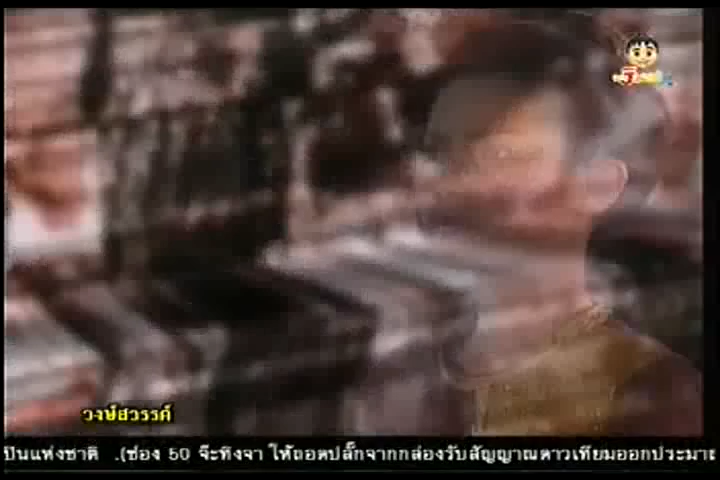 วงษ์สวรรค์
ปินแห่งชาติ .(ช่อง 50 จ๊ะทิงจา ให้ถอดปลั๊กจากกล่องรับสัญญาณดาวเทียมออกประมาย